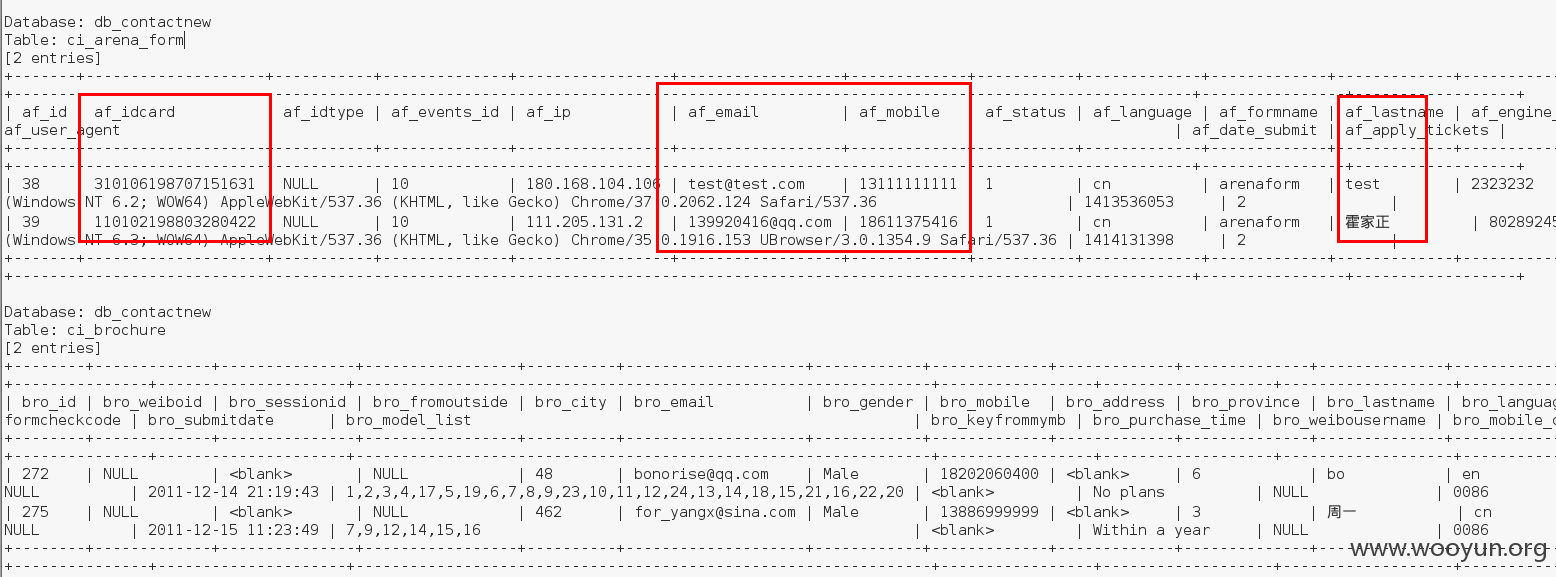 Database: db_contactnew
Table: ci_arena_form
[2 entries]
| af_id af_idcard af_idtype | af_events_id | af_ip | af_email | af_mobile af_status | af_language | af_formname | af_lastname | af_engine_
af_user_agent | af_date_submit | af_apply_tickets |
| 38 310106198707151631 NULL | 10 | 180.168.104.106 | test@test.com | 13111111111 1 | cn | arenaform | test | 2323232
(Windows NT 6.2; WOW64) AppleWebKit/537.36 (KHTML, like Gecko) Chrome/37 0.2062.124 Safari/537.36 | 1413536053 | 2 |
| 39 110102198803280422 NULL | 10 | 111.205.131.2 | 139920416@qq.com | 18611375416 1 | cn | arenaform | 霍家正 | 80289245
(Windows NT 6.3; WOW64) AppleWebKit/537.36 (KHTML, like Gecko) Chrome/35 0.1916.153 UBrowser/3.0.1354.9 Safari/537.36 | 1414131398 | 2 |
Database: db_contactnew
Table: ci_brochure
[2 entries]
| bro_id | bro_weiboid | bro_sessionid | bro_fromoutside | bro_city | bro_email | bro_gender | bro_mobile | bro_address | bro_province | bro_lastname | bro_languag
formcheckcode | bro_submitdate | bro_model_list | bro_keyfrommymb | bro_purchase_time | bro_weibousername | bro_mobile_c
| 272 | NULL | <blank> | NULL | 48 | bonorise@qq.com | Male | 18202060400 | <blank> | 6 | bo | en
NULL | 2011-12-14 21:19:43 | 1,2,3,4,17,5,19,6,7,8,9,23,10,11,12,24,13,14,18,15,21,16,22,20 | <blank> | No plans | NULL | 0086
| 275 | NULL | <blank> | NULL | 462 | for_yangx@sina.com | Male | 13886999999 | <blank> | 3 | 周一 | cn
NULL | 2011-12-15 11:23:49 | 7,9,12,14,15,16 | <blank> | Within a year | NULL | 0086
www.wooyun.org